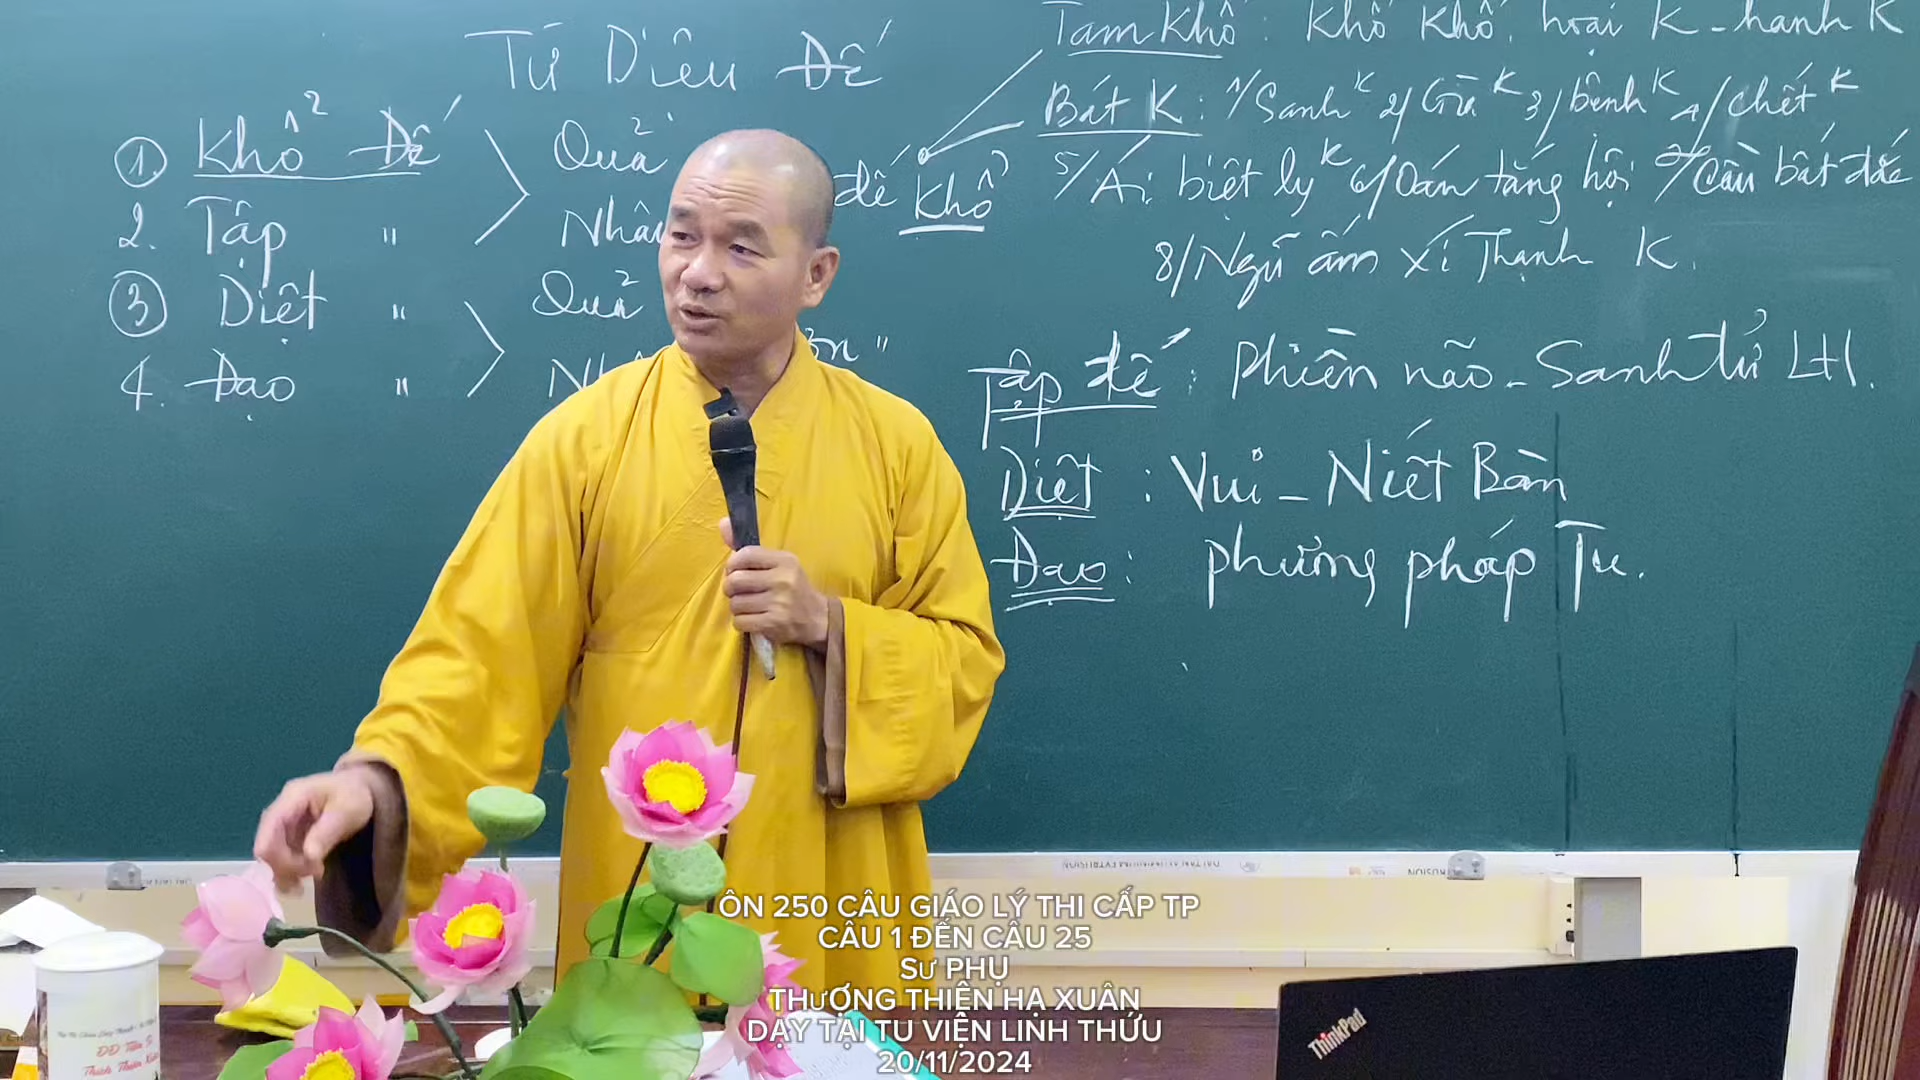 Tứ Diệu Đế
1. Khổ Đế
Quả
2. Tập "
Nhâ
3 Diệt "
Quả
4. Đạo "
Nh
đế Khổ
ơn "
Tam Khổ : Khổ Khổ, hoại K - hành K
Bát K : 1/ Sanh K 2/ Già K 3/ bệnh K 4/ chết K
5/ Ái biệt ly K 6/ Oán tắng hội 7/ Cầu bất đắc
8/ Ngũ ấm xí thạnh K.
Tập đế : Phiền não - Sanh tử LH.
Diệt : Vui - Niết Bàn
Đạo : phương pháp Tu.
ÔN 250 CÂU GIÁO LÝ THI CẤP TP
CÂU 1 ĐẾN CÂU 25
SƯ PHỤ
THƯỢNG THIỆN HẠ XUÂN
DẠY TẠI TU VIỆN LINH THỨU
20/11/2024
ThinkPad